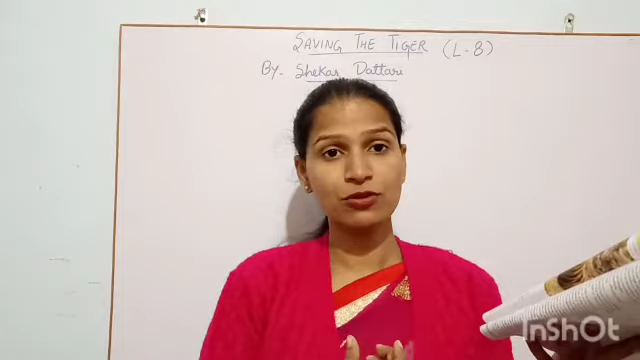 SAVING THE TIGER (L-8)
By- Shekar Dattari
InShOt